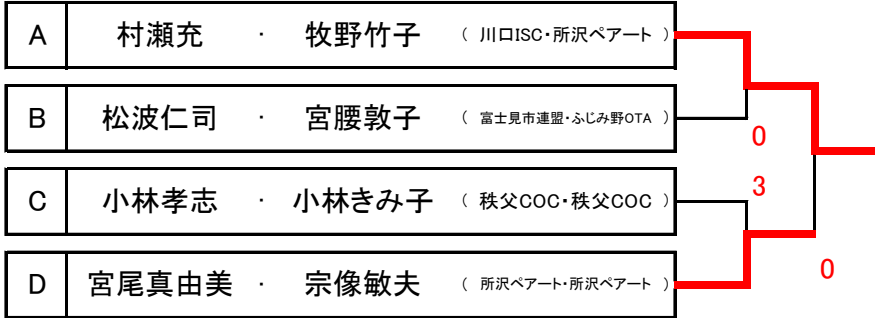 A 村瀬充 ・ 牧野竹子 ( 川口ISC・所沢ペアート )
B 松波仁司 ・ 宮腰敦子 ( 富士見市連盟・ふじみ野OTA )
0
3
C 小林孝志 ・ 小林きみ子 ( 秩父COC・秩父COC )
D 宮尾真由美 ・ 宗像敏夫 ( 所沢ペアート・所沢ペアート )
0